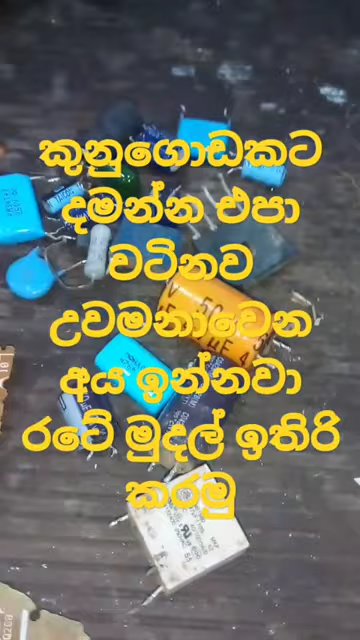 කුනුගොඩකට
දමන්න එපා
වටිනව
උවමනාවෙන
අය ඉන්නවා
රටේ මුදල් ඉතිරි
කරමු